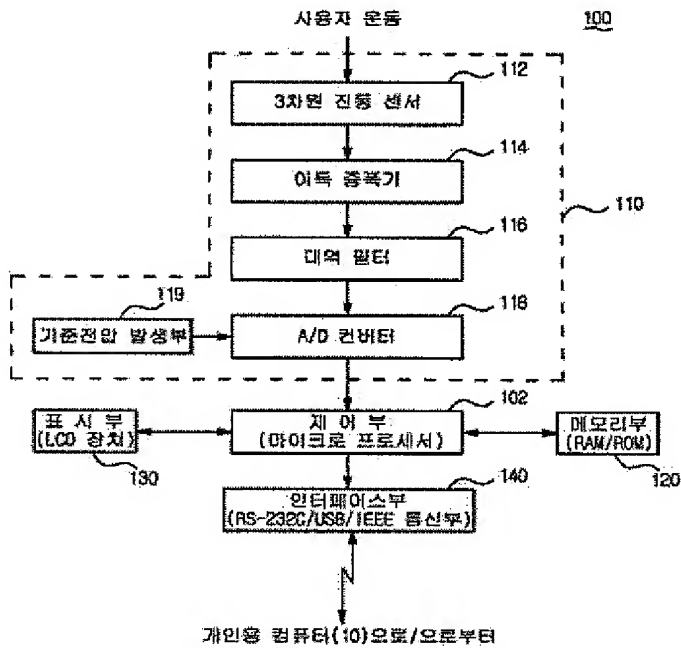 사용자 운동
100
112
3차원 진동 센서
114
이득 증폭기
110
116
대역 필터
119
118
기준전압 발생부
A/D 컨버터
102
표 시 부
(LCD 장치)
제 어 부
(마이크로 프로세서)
메모리부
(RAM/ROM)
130
120
140
인터페이스부
(RS-232C/USB/IEEE 통신부)
개인용 컴퓨터(10)으로/으로부터